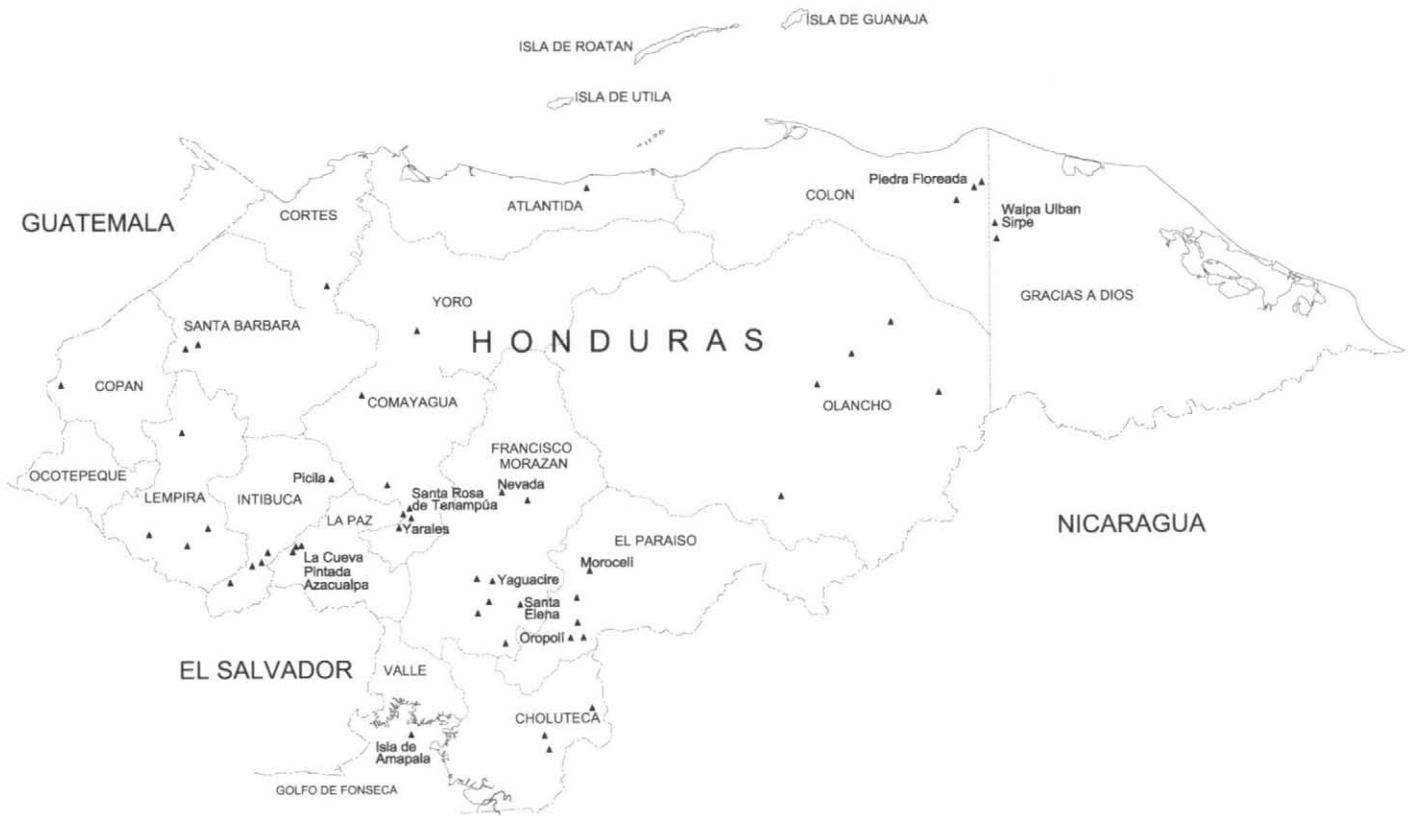 ISLA DE GUANAJA
ISLA DE ROATAN
ISLA DE UTILA
GUATEMALA
CORTES
ATLANTIDA
COLON
Piedra Floreada
Walpa Ulban
Sirpe
YORO
GRACIAS A DIOS
SANTA BARBARA
HONDURAS
COPAN
COMAYAGUA
OLANCHO
FRANCISCO
MORAZAN
OCOTEPEQUE
Picila
Nevada
LEMPIRA
INTIBUCA
Santa Rosa
de Tenampúa
LA PAZ
Yarales
NICARAGUA
EL PARAISO
La Cueva
Pintada
Azacualpa
Morocelí
Yaguacire
Santa
Elena
Oropolí
EL SALVADOR
VALLE
CHOLUTECA
Isla de
Amapala
GOLFO DE FONSECA